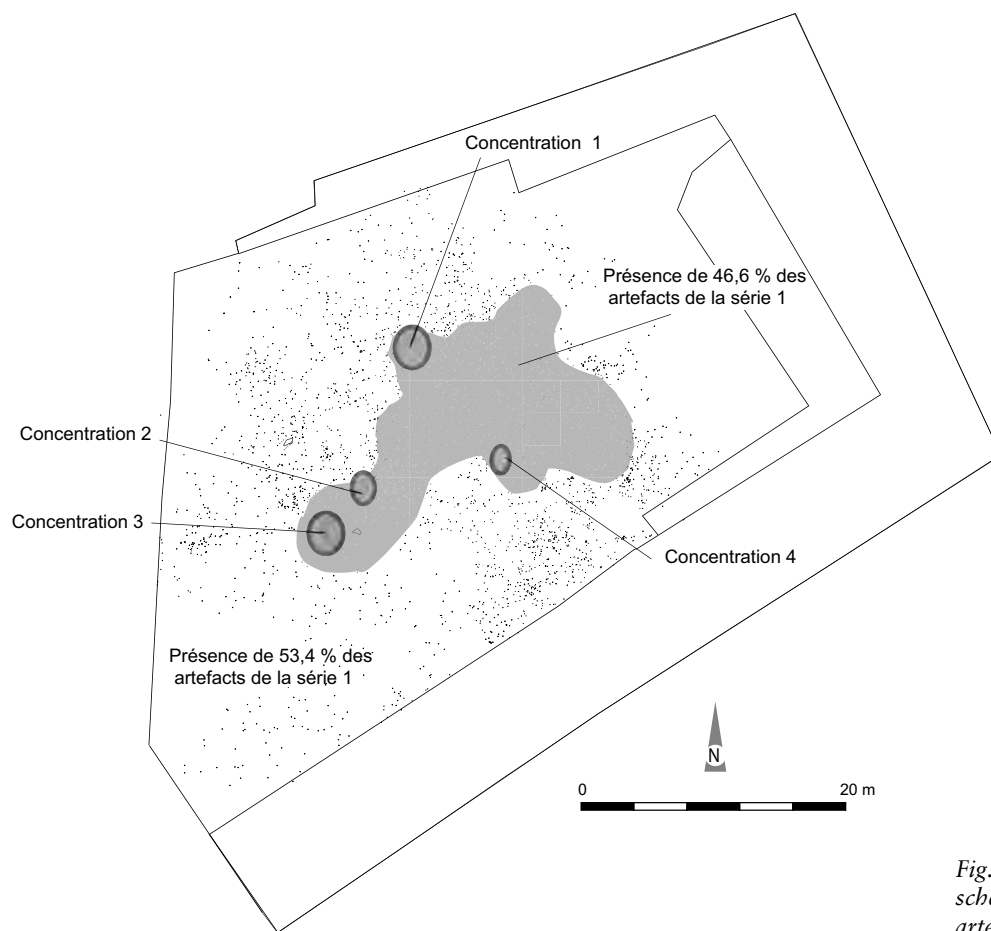 Concentration 1
Présence de 46,6 % des
artefacts de la série 1
Concentration 2
Concentration 3
Concentration 4
Présence de 53,4 % des
artefacts de la série 1
N
0 20 m
Fig.